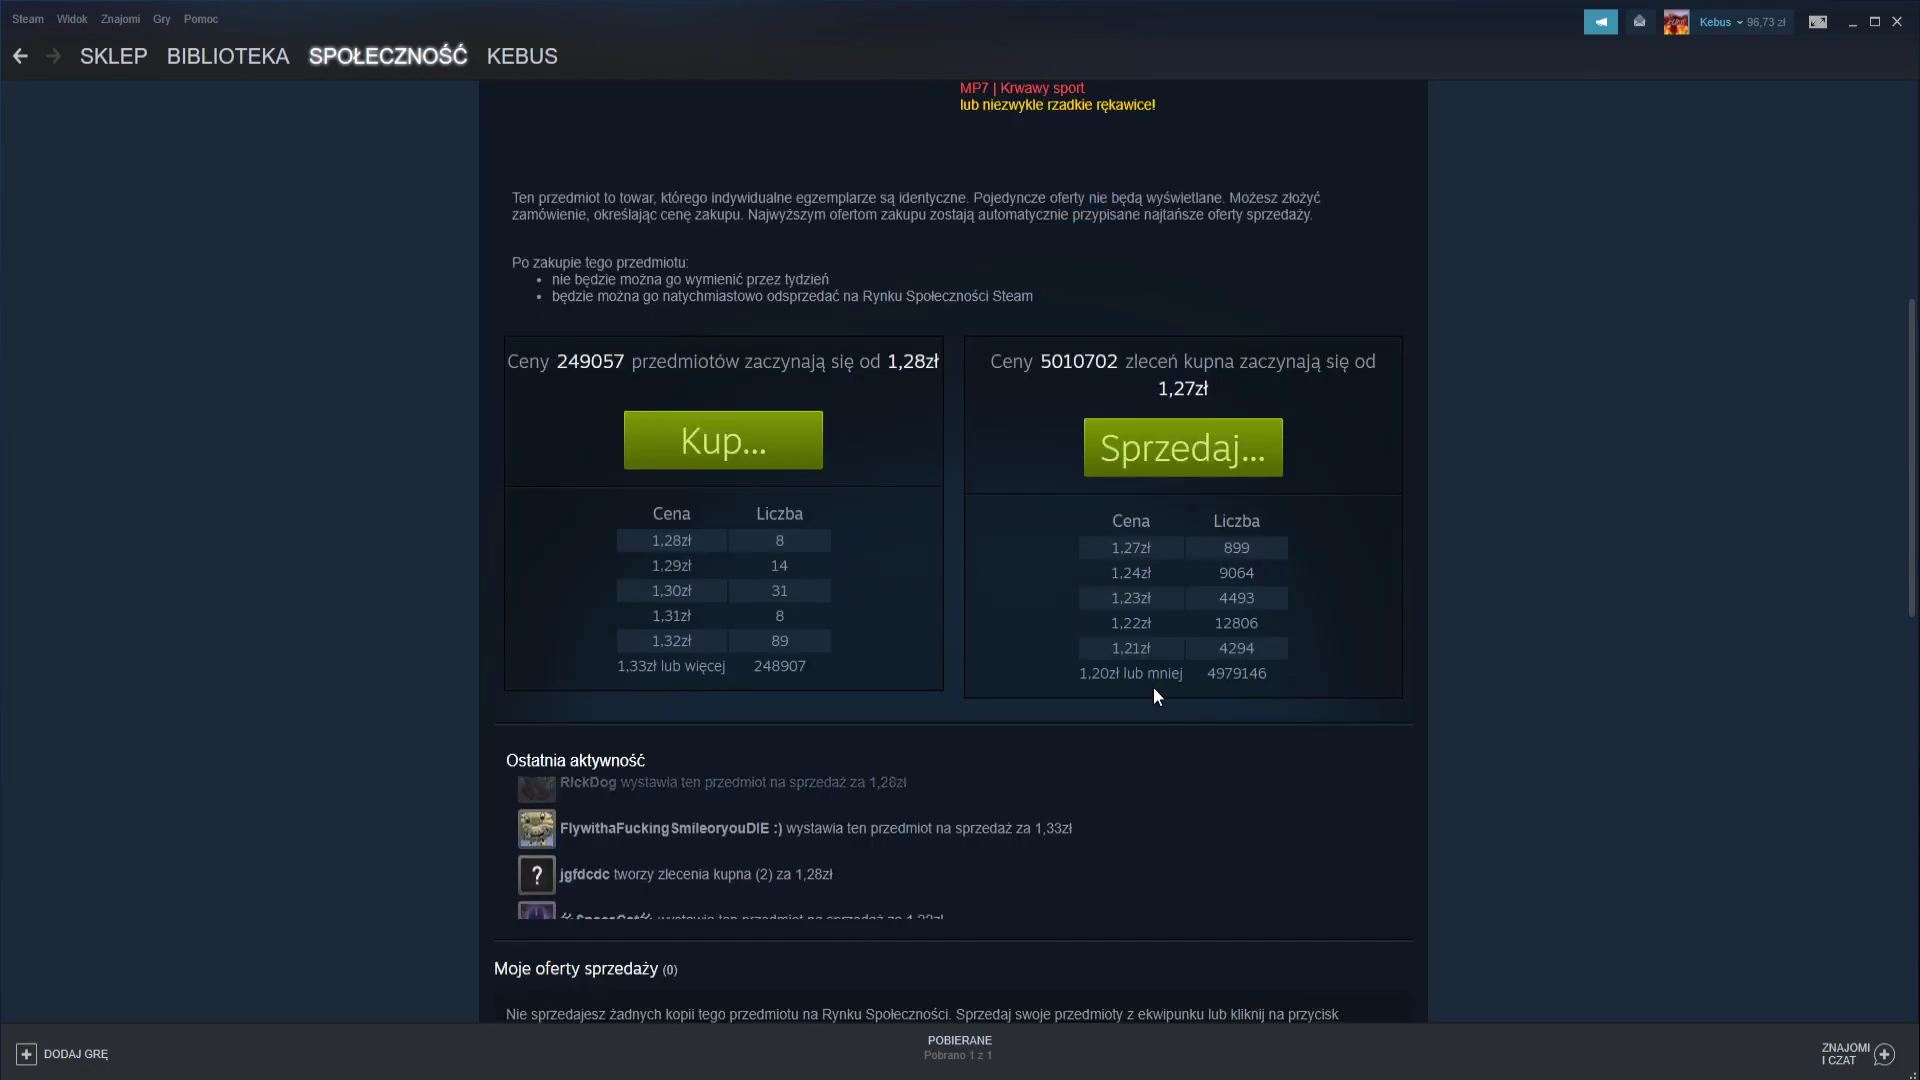 Steam Widok Znajomi Gry Pomoc
Kebus 96,73 zł
SKLEP BIBLIOTEKA SPOŁECZNOŚĆ KEBUS
MP7 | Krwawy sport
lub niezwykle rzadkie rękawice!
Ten przedmiot to towar, którego indywidualne egzemplarze są identyczne. Pojedyncze oferty nie będą wyświetlane. Możesz złożyć
zamówienie, określając cenę zakupu. Najwyższym ofertom zakupu zostają automatycznie przypisane najtańsze oferty sprzedaży.
Po zakupie tego przedmiotu:
• nie będzie można go wymienić przez tydzień
• będzie można go natychmiastowo odsprzedać na Rynku Społeczności Steam
Ceny 249057 przedmiotów zaczynają się od 1,28zł
Kup...
Cena Liczba
1,28zł 8
1,29zł 14
1,30zł 31
1,31zł 8
1,32zł 89
1,33zł lub więcej 248907
Ceny 5010702 zleceń kupna zaczynają się od
1,27zł
Sprzedaj...
Cena Liczba
1,27zł 899
1,24zł 9064
1,23zł 4493
1,22zł 12806
1,21zł 4294
1,20zł lub mniej 4979146
Ostatnia aktywność
RickDog wystawia ten przedmiot na sprzedaż za 1,28zł
FlywithaFuckingSmileoryouDIE :) wystawia ten przedmiot na sprzedaż za 1,33zł
?
jgfdcdc tworzy zlecenia kupna (2) za 1,28zł
wystawia ten przedmiot na sprzedaż za
Moje oferty sprzedaży (0)
Nie sprzedajesz żadnych kopii tego przedmiotu na Rynku Społeczności. Sprzedaj swoje przedmioty z ekwipunku lub kliknij na przycisk
DODAJ GRĘ
POBIERANE
Pobrano 1 z 1
ZNAJOMI
I CZAT